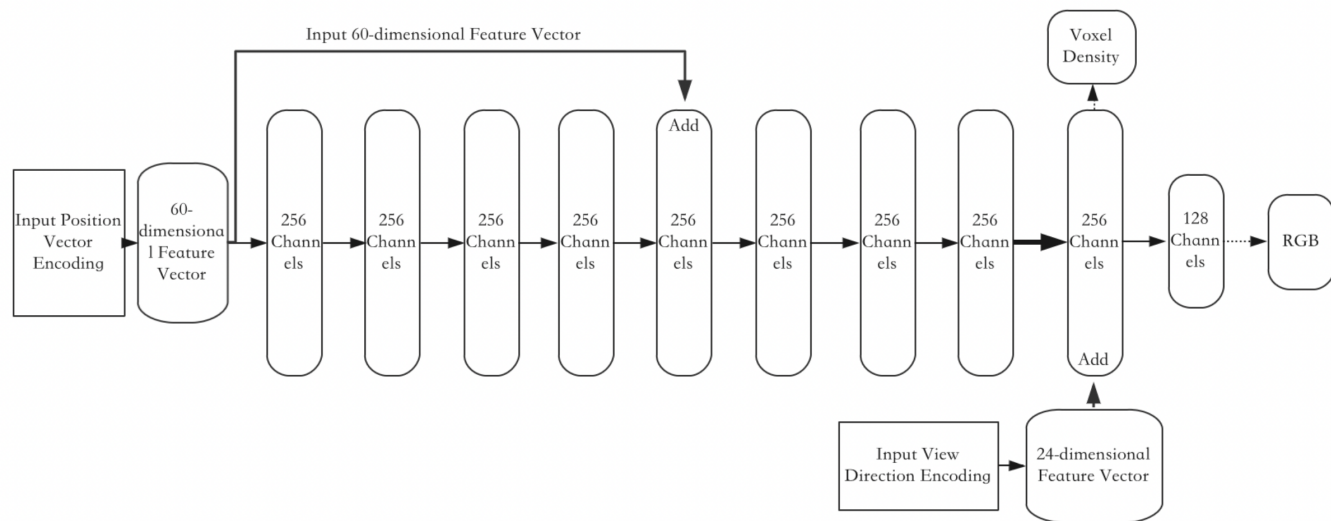 Input 60-dimensional Feature Vector
Voxel
Density
Add
Input Position
Vector
Encoding
60-
dimensiona
l Feature
Vector
256
Chann
els
256
Chann
els
256
Chann
els
256
Chann
els
256
Chann
els
256
Chann
els
256
Chann
els
256
Chann
els
256
Chann
els
128
Chann
els
RGB
Add
Input View
Direction Encoding
24-dimensional
Feature Vector